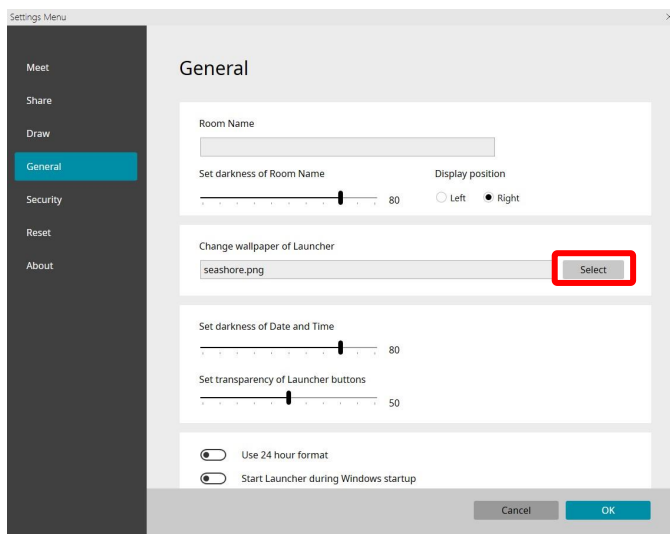 Settings Menu
Meet
Share
Draw
General
Security
Reset
About
General
Room Name
Set darkness of Room Name
80
Display position
Left
Right
Change wallpaper of Launcher
seashore.png
Select
Set darkness of Date and Time
80
Set transparency of Launcher buttons
50
Use 24 hour format
Start Launcher during Windows startup
Cancel
OK